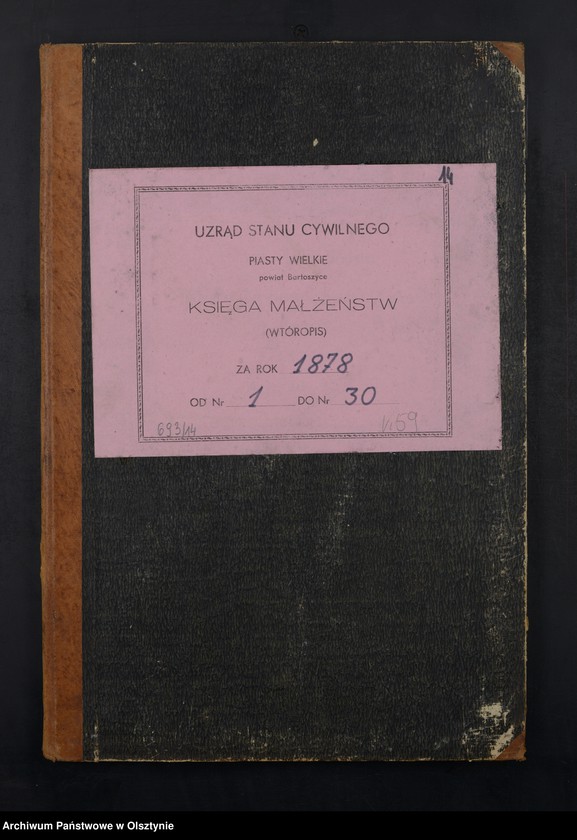 14
UZRĄD STANU CYWILNEGO
PIASTY WIELKIE
powiat Bartoszyce
KSIĘGA MAŁŻEŃSTW
(WTÓROPIS)
ZA ROK 1878
OD Nr 1 DO Nr 30
693/14
59
Archiwum Państwowe w Olsztynie